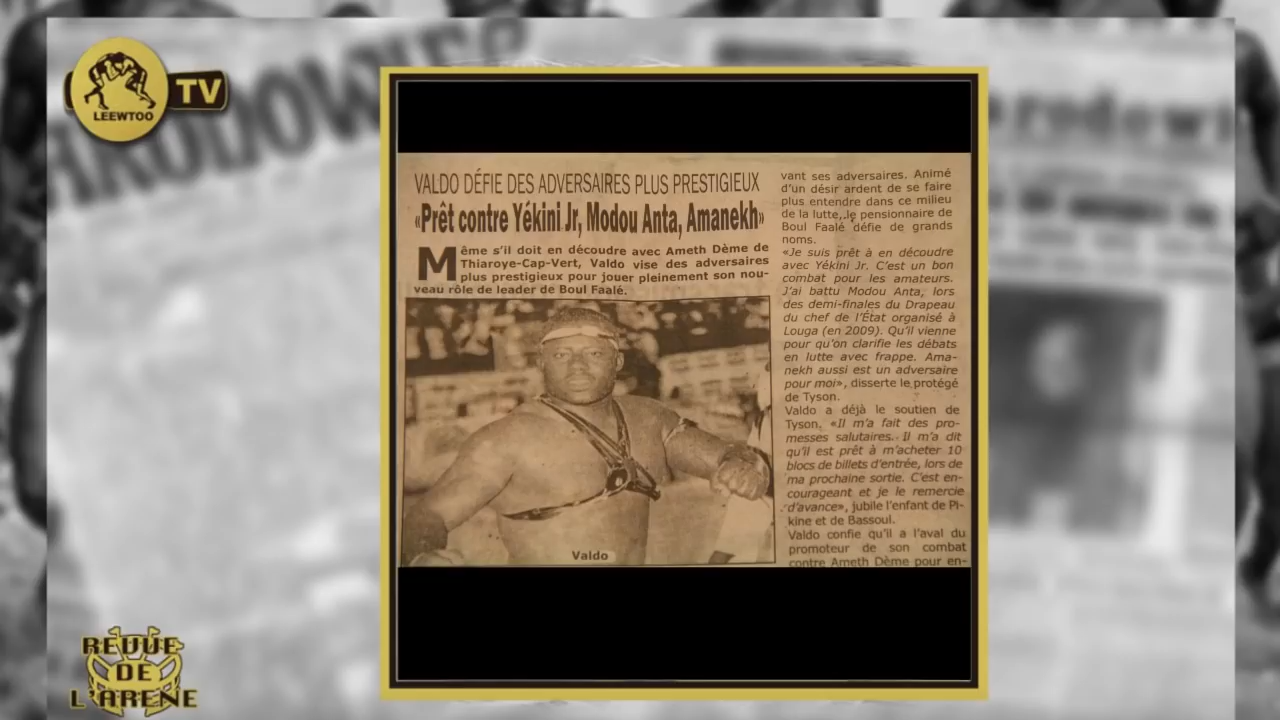 LEEWTOO
TV
VALDO DÉFIE DES ADVERSAIRES PLUS PRESTIGIEUX
«Prêt contre Yékini Jr, Modou Anta, Amanekh»
Même s'il doit en découdre avec Ameth Dème de
Thiaroye-Cap-Vert, Valdo vise des adversaires
plus prestigieux pour jouer pleinement son nou-
veau rôle de leader de Boul Faalé.
Valdo
vant ses adversaires. Animé
d'un désir ardent de se faire
plus entendre dans ce milieu
de la lutte, le pensionnaire de
Boul Faalé défie de grands
noms.
«Je suis prêt à en découdre
avec Yékini Jr. C'est un bon
combat pour les amateurs.
J'ai battu Modou Anta, lors
des demi-finales du Drapeau
du chef de l'État organisé à
Louga (en 2009). Qu'il vienne
pour qu'on clarifie les débats
en lutte avec frappe. Ama-
nekh aussi est un adversaire
pour moi», disserte le protégé
de Tyson.
Valdo a déjà le soutien de
Tyson. «Il m'a fait des pro-
messes salutaires. Il m'a dit
qu'il est prêt à m'acheter 10
blocs de billets d'entrée, lors de
ma prochaine sortie. C'est en-
courageant et je le remercie
d'avance», jubile l'enfant de Pi-
kine et de Bassoul.
Valdo confie qu'il a l'aval du
promoteur de son combat
contre Ameth Dème pour en-
REVUE
DE
L'ARENE